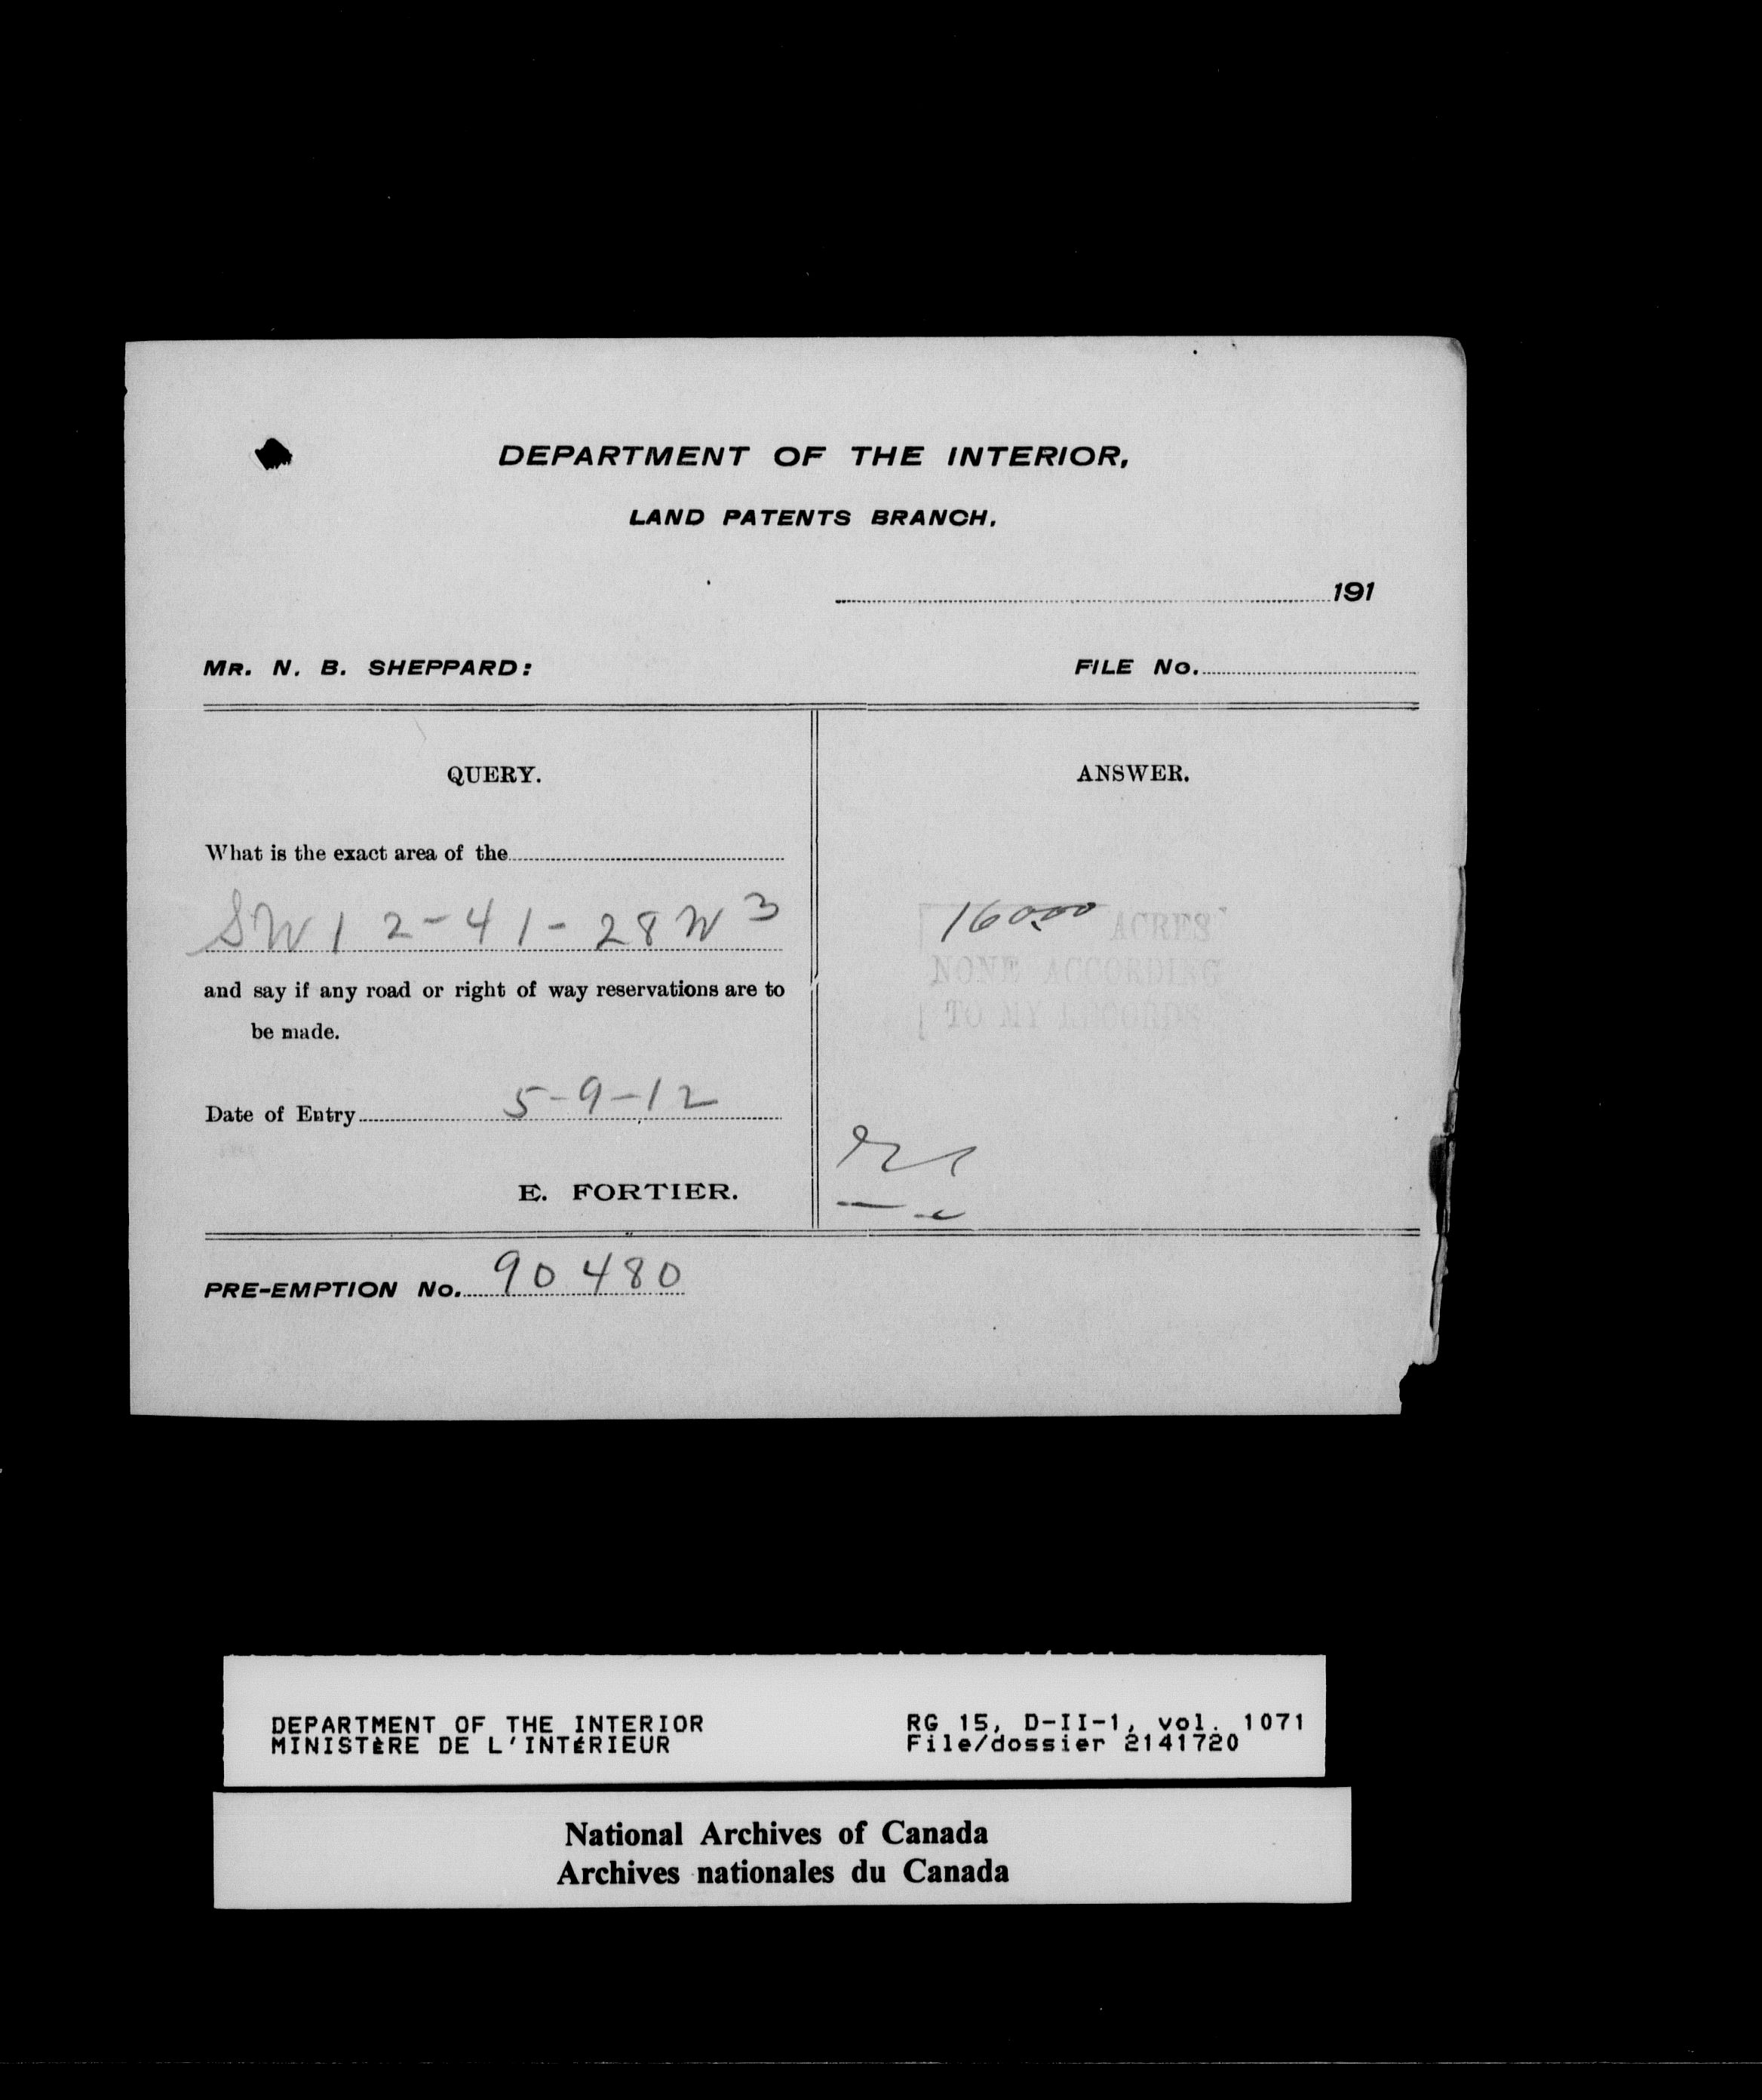 DEPARTMENT OF THE INTERIOR,
LAND PATENTS BRANCH.
191
MR. N. B. SHEPPARD:
FILE No.
QUERY.
ANSWER.
What is the exact area of the
SW 12-41-28 W 3
and say if any road or right of way reservations are to
be made.
160.00 ACRES
NONE ACCORDING
TO MY RECORDS
Date of Entry 5-9-12
E. FORTIER.
PRE-EMPTION No. 90480
DEPARTMENT OF THE INTERIOR
MINISTÈRE DE L'INTÉRIEUR
RG 15, D-II-1, vol. 1071
File/dossier 2141720
National Archives of Canada
Archives nationales du Canada